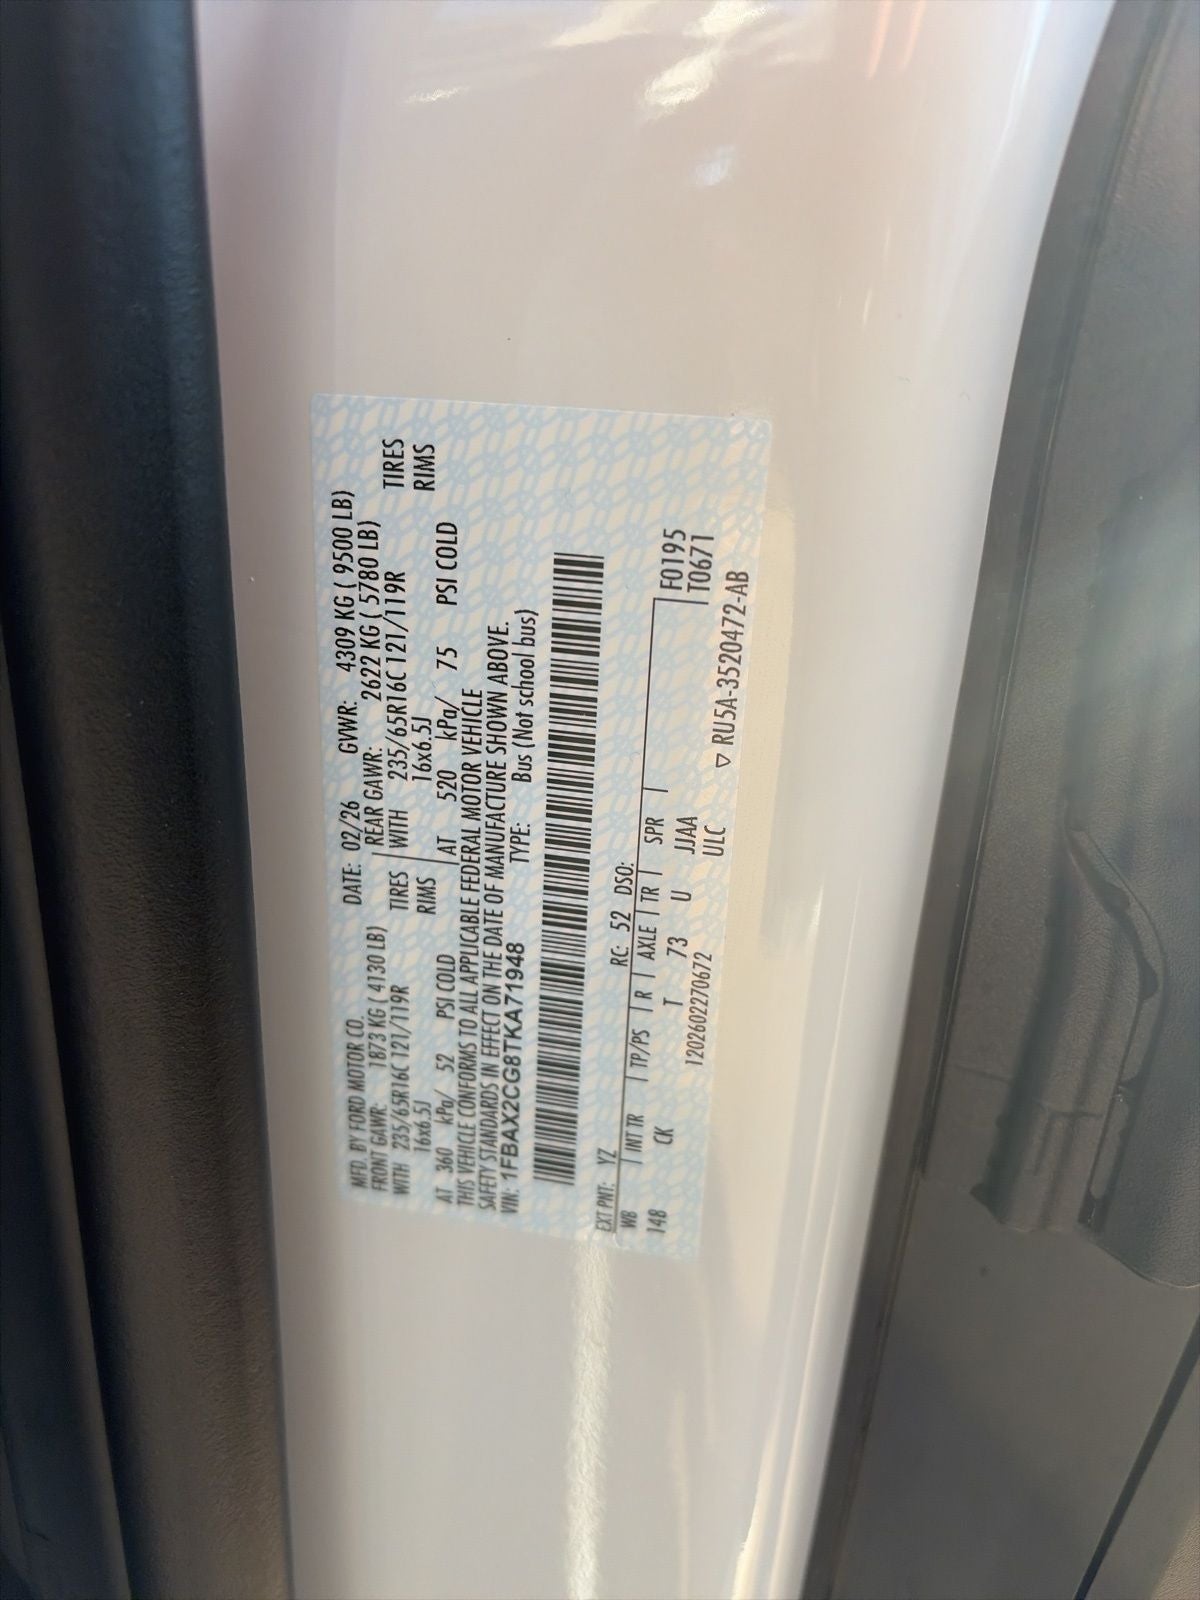 MFD. BY FORD MOTOR CO. DATE: 02/26 GVWR: 4309 KG ( 9500 LB)
FRONT GAWR: 1873 KG ( 4130 LB) REAR GAWR: 2622 KG ( 5780 LB)
WITH 235/65R16C 121/119R TIRES WITH 235/65R16C 121/119R TIRES
16x6.5J RIMS 16x6.5J RIMS
AT 360 kPa/ 52 PSI COLD AT 520 kPa/ 75 PSI COLD
THIS VEHICLE CONFORMS TO ALL APPLICABLE FEDERAL MOTOR VEHICLE
SAFETY STANDARDS IN EFFECT ON THE DATE OF MANUFACTURE SHOWN ABOVE.
VIN: 1FBAX2CG8TKA71948 TYPE: Bus (Not school bus)
EXT PNT: YZ RC: 52 DSO:
WB INT TR TP/PS R AXLE TR SPR F0195
148 CK T 73 U JJAA T0671
1202602270672 ULC
▽ RU5A-3520472-AB